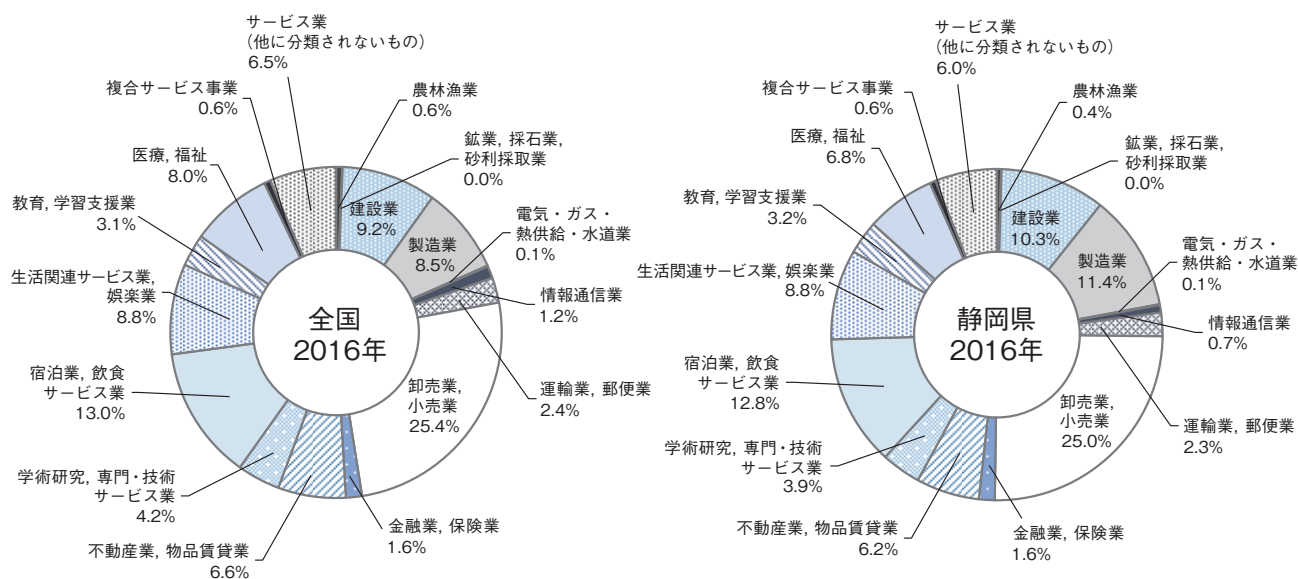 サービス業
(他に分類されないもの)
6.5%
複合サービス事業
0.6%
農林漁業
0.6%
医療, 福祉
8.0%
鉱業, 採石業,
砂利採取業
0.0%
教育, 学習支援業
3.1%
建設業
9.2%
製造業
8.5%
電気・ガス・
熱供給・水道業
0.1%
生活関連サービス業,
娯楽業
8.8%
情報通信業
1.2%
全国
2016年
宿泊業, 飲食
サービス業
13.0%
卸売業,
小売業
25.4%
運輸業, 郵便業
2.4%
学術研究, 専門・技術
サービス業
4.2%
不動産業, 物品賃貸業
6.6%
金融業, 保険業
1.6%
サービス業
(他に分類されないもの)
6.0%
複合サービス事業
0.6%
農林漁業
0.4%
医療, 福祉
6.8%
鉱業, 採石業,
砂利採取業
0.0%
教育, 学習支援業
3.2%
建設業
10.3%
製造業
11.4%
電気・ガス・
熱供給・水道業
0.1%
生活関連サービス業, 娯楽業
8.8%
情報通信業
0.7%
静岡県
2016年
宿泊業, 飲食
サービス業
12.8%
卸売業,
小売業
25.0%
運輸業, 郵便業
2.3%
学術研究, 専門・技術
サービス業
3.9%
不動産業, 物品賃貸業
6.2%
金融業, 保険業
1.6%